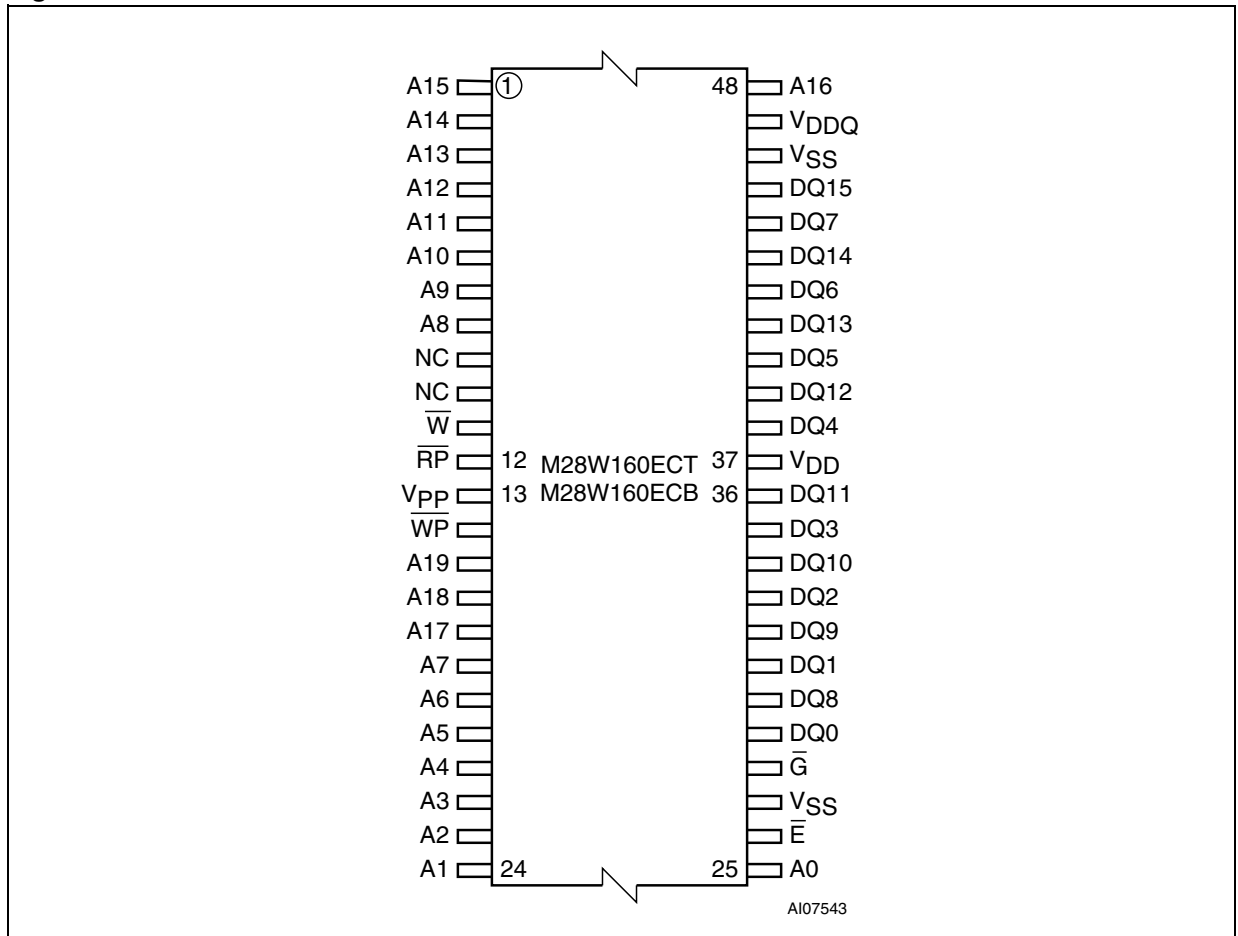 A15 ① 48 A16
A14 VDDQ
A13 VSS
A12 DQ15
A11 DQ7
A10 DQ14
A9 DQ6
A8 DQ13
NC DQ5
NC DQ12
W̅ DQ4
R̅P̅ 12 M28W160ECT 37 VDD
VPP 13 M28W160ECB 36 DQ11
W̅P̅ DQ3
A19 DQ10
A18 DQ2
A17 DQ9
A7 DQ1
A6 DQ8
A5 DQ0
A4 G̅
A3 VSS
A2 E̅
A1 24 25 A0
AI07543